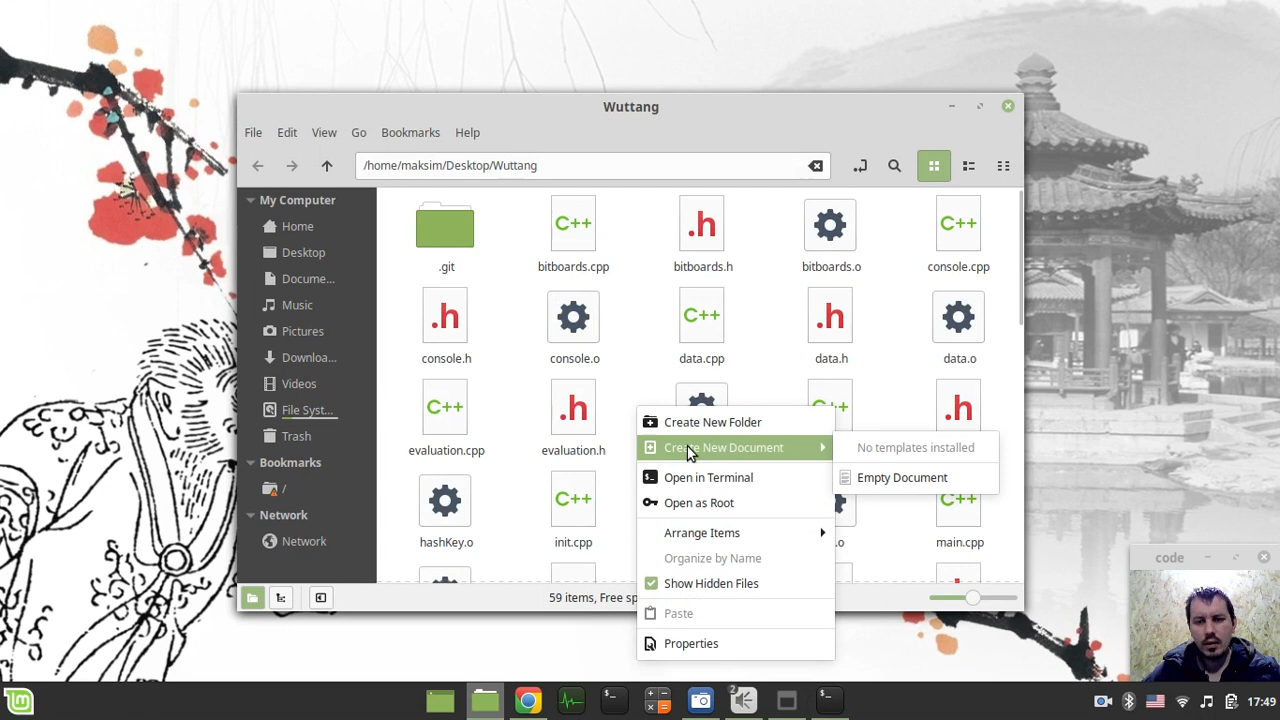 Wuttang
File Edit View Go Bookmarks Help
/home/maksim/Desktop/Wuttang
My Computer
Home
Desktop
Docume...
Music
Pictures
Downloa...
Videos
File Syst...
Trash
Bookmarks
/
Network
Network
C++ .h C++
.git bitboards.cpp bitboards.h bitboards.o console.cpp
.h C++ .h
console.h console.o data.cpp data.h data.o
C++ .h C++ .h
evaluation.cpp evaluation.h
C++ C++
hashKey.o init.cpp .o main.cpp
Create New Folder
Create New Document
Open in Terminal
Open as Root
Arrange Items
Organize by Name
Show Hidden Files
Paste
Properties
No templates installed
Empty Document
59 items, Free sp
code
2
17:49